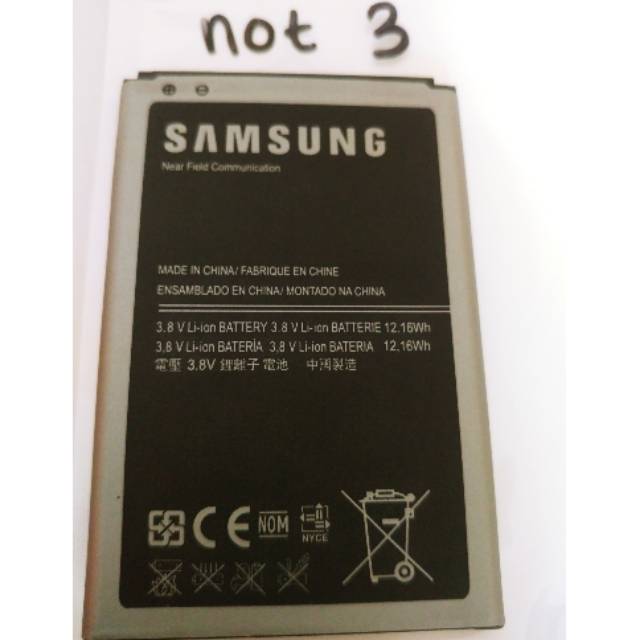 not 3
SAMSUNG
Near Field Communication
MADE IN CHINA/ FABRIQUE EN CHINE
ENSAMBLADO EN CHINA/ MONTADO NA CHINA
3.8 V Li-ion BATTERY 3.8 V Li-ion BATTERIE 12.16Wh
3.8 V Li-ion BATERÍA 3.8 V Li-ion BATERIA 12.16Wh
電壓 3.8V 鋰離子電池 中國製造
CE NOM NYCE